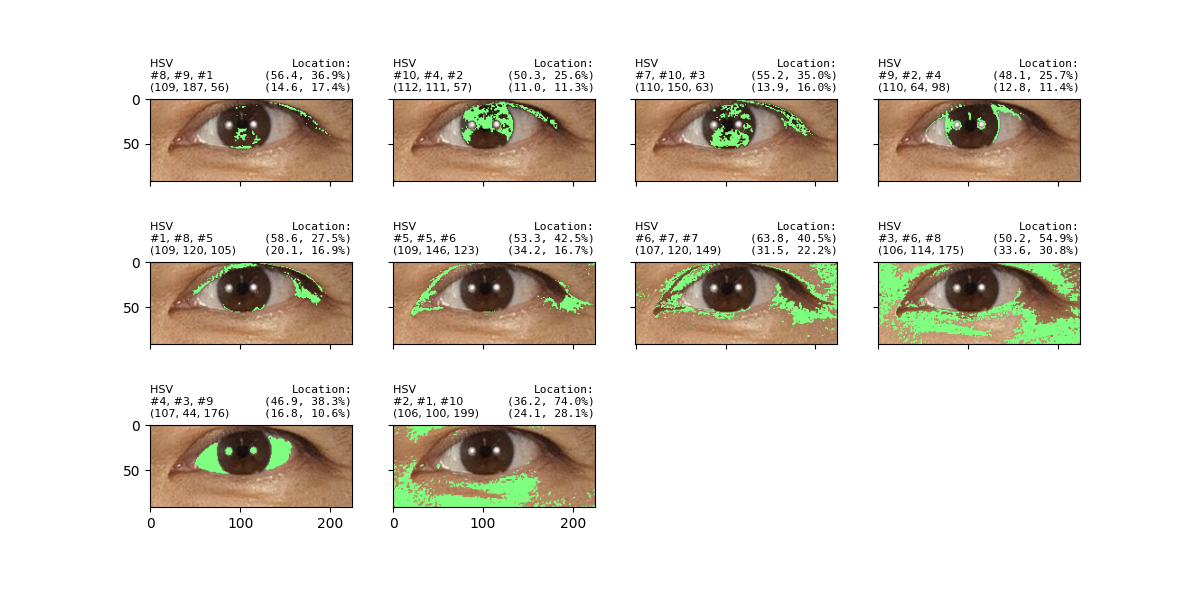 HSV Location:
#8, #9, #1 (56.4, 36.9%)
(109, 187, 56) (14.6, 17.4%)
HSV Location:
#10, #4, #2 (50.3, 25.6%)
(112, 111, 57) (11.0, 11.3%)
HSV Location:
#7, #10, #3 (55.2, 35.0%)
(110, 150, 63) (13.9, 16.0%)
HSV Location:
#9, #2, #4 (48.1, 25.7%)
(110, 64, 98) (12.8, 11.4%)
0
50
HSV Location:
#1, #8, #5 (58.6, 27.5%)
(109, 120, 105) (20.1, 16.9%)
HSV Location:
#5, #5, #6 (53.3, 42.5%)
(109, 146, 123) (34.2, 16.7%)
HSV Location:
#6, #7, #7 (63.8, 40.5%)
(107, 120, 149) (31.5, 22.2%)
HSV Location:
#3, #6, #8 (50.2, 54.9%)
(106, 114, 175) (33.6, 30.8%)
0
50
HSV Location:
#4, #3, #9 (46.9, 38.3%)
(107, 44, 176) (16.8, 10.6%)
HSV Location:
#2, #1, #10 (36.2, 74.0%)
(106, 100, 199) (24.1, 28.1%)
0
50
0 100 200
0 100 200